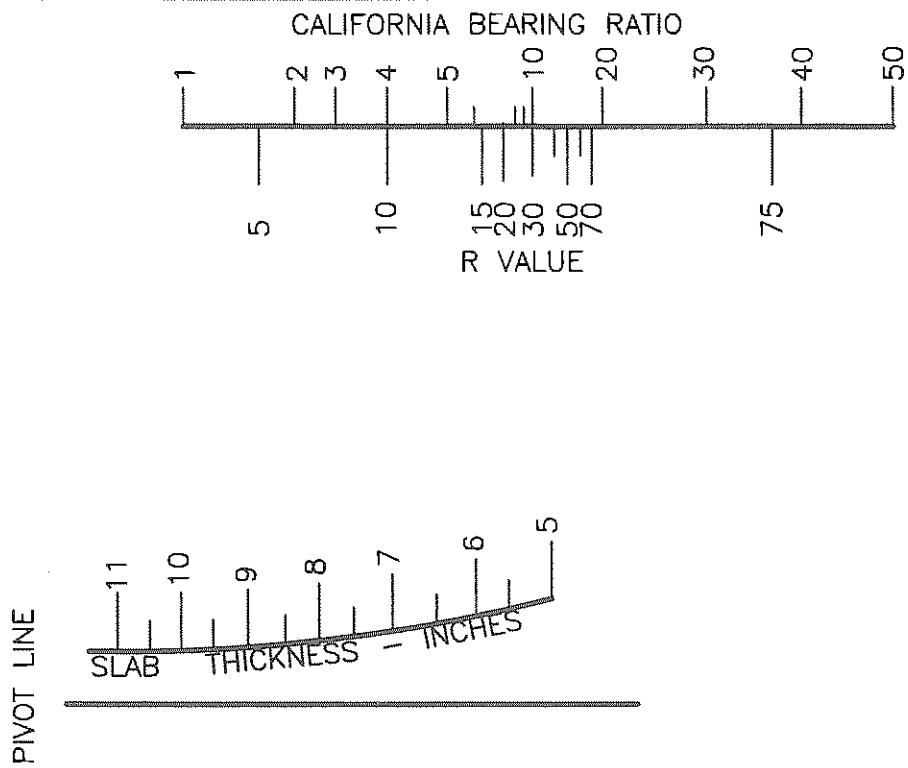 CALIFORNIA BEARING RATIO
1 2 3 4 5 10 20 30 40 50
5 10 15 20 30 50 70 75
R VALUE
11 10 9 8 7 6 5
SLAB THICKNESS – INCHES
PIVOT LINE